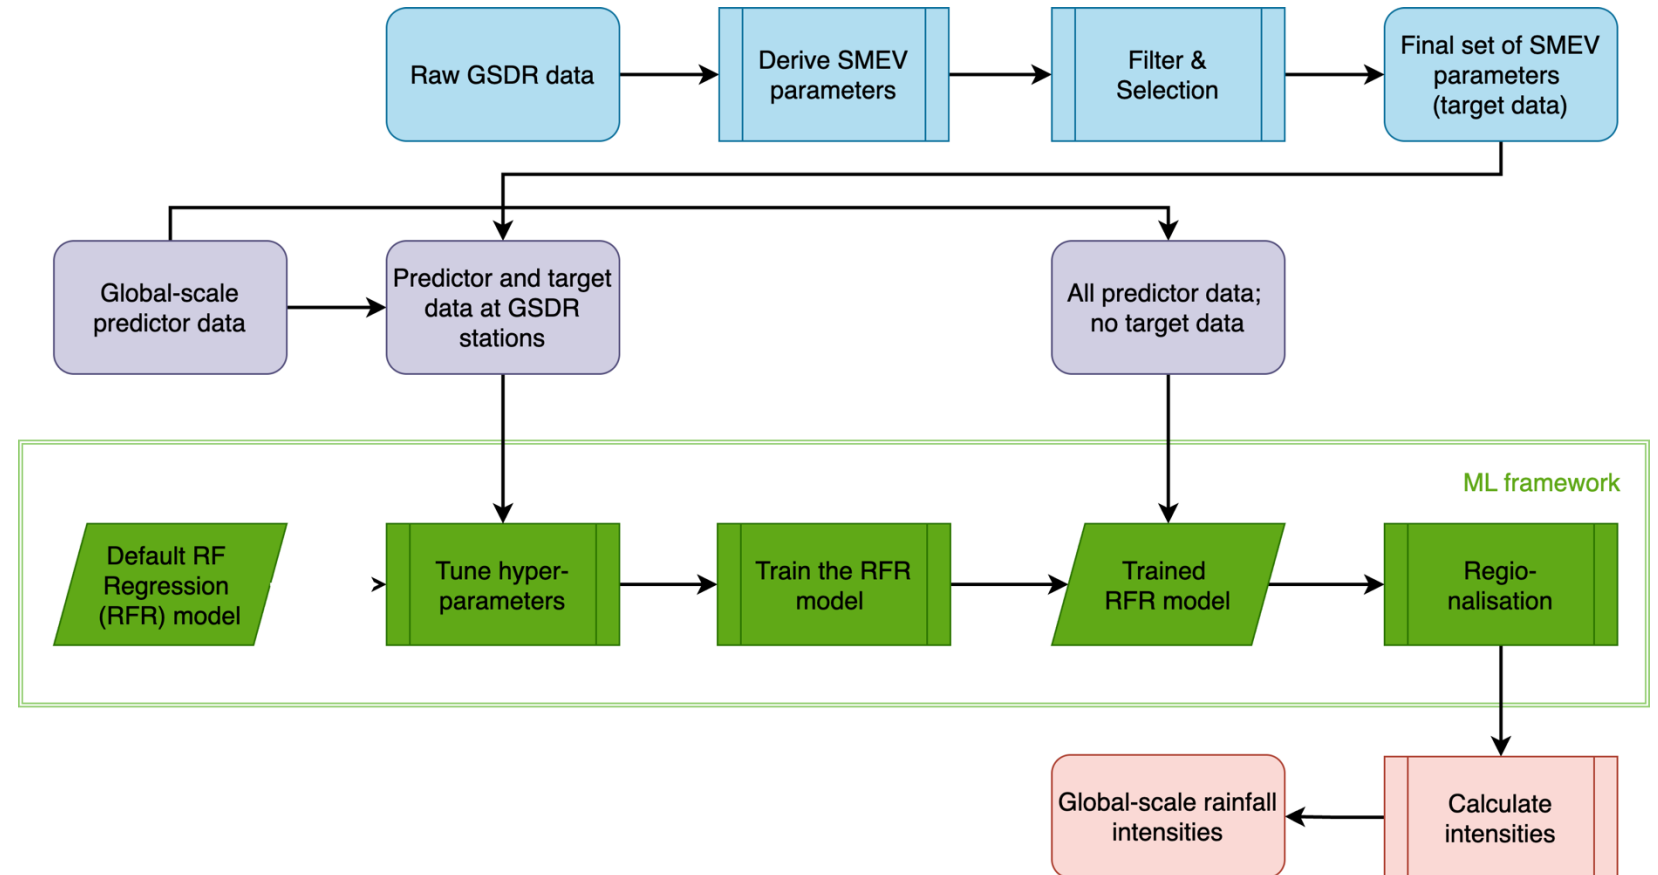 Raw GSDR data
Derive SMEV
parameters
Filter &
Selection
Final set of SMEV
parameters
(target data)
Global-scale
predictor data
Predictor and target
data at GSDR
stations
All predictor data;
no target data
ML framework
Default RF
Regression
(RFR) model
Tune hyper-
parameters
Train the RFR
model
Trained
RFR model
Regio-
nalisation
Global-scale rainfall
intensities
Calculate
intensities